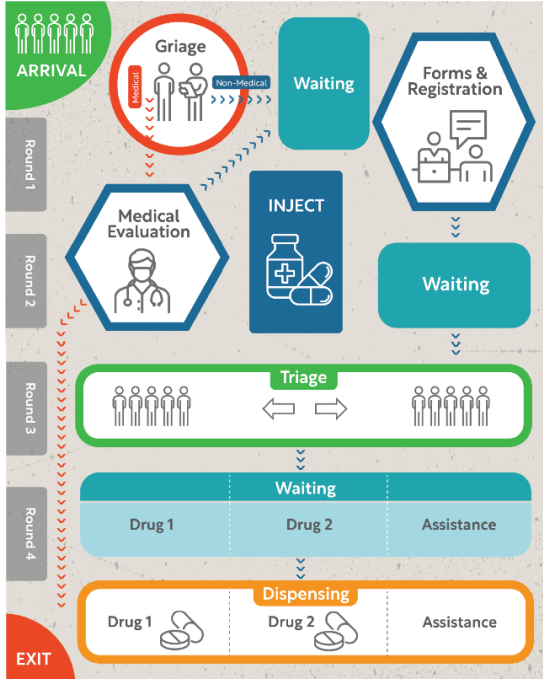 ARRIVAL
Griage
Medical
Non-Medical
Waiting
Forms &
Registration
Round 1
Medical
Evaluation
INJECT
Round 2
Waiting
Round 3
Triage
Waiting
Drug 1
Drug 2
Assistance
Round 4
Dispensing
Drug 1
Drug 2
Assistance
EXIT